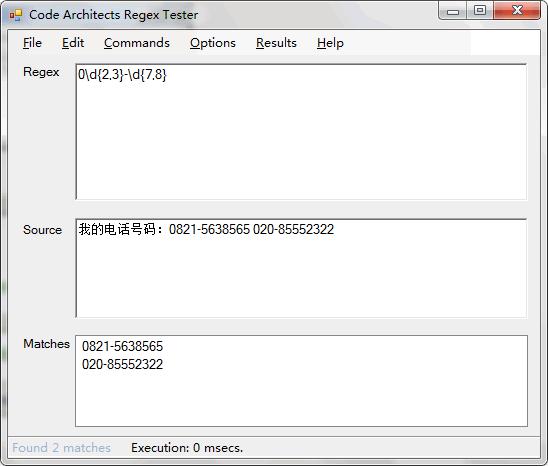 Code Architects Regex Tester
File Edit Commands Options Results Help
Regex
0\d{2,3}-\d{7,8}
Source
我的电话号码：0821-5638565 020-85552322
Matches
0821-5638565
020-85552322
Found 2 matches Execution: 0 msecs.